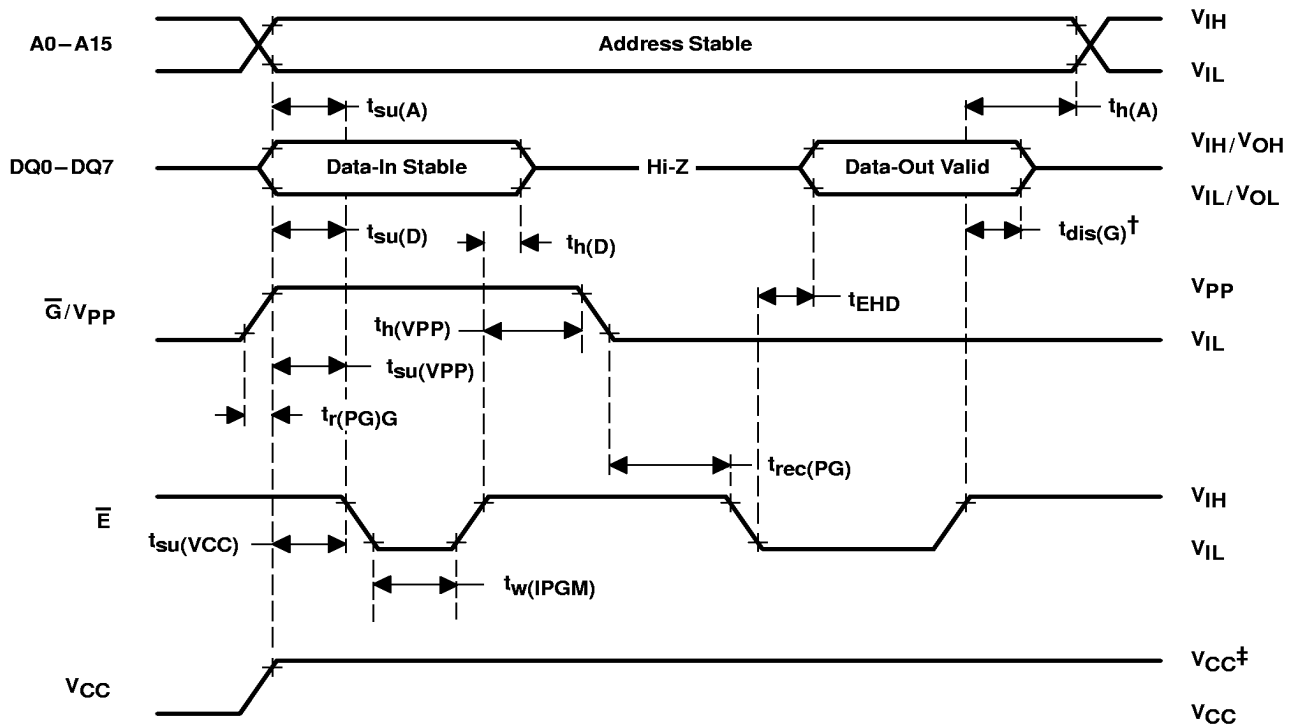 A0–A15
Address Stable
VIH
VIL
tsu(A)
th(A)
DQ0–DQ7
Data-In Stable
Hi-Z
Data-Out Valid
VIH/VOH
VIL/VOL
tsu(D)
th(D)
tdis(G)†
G̅/VPP
th(VPP)
tEHD
VPP
VIL
tsu(VPP)
tr(PG)G
trec(PG)
E̅
VIH
VIL
tsu(VCC)
tw(IPGM)
VCC
VCC‡
VCC